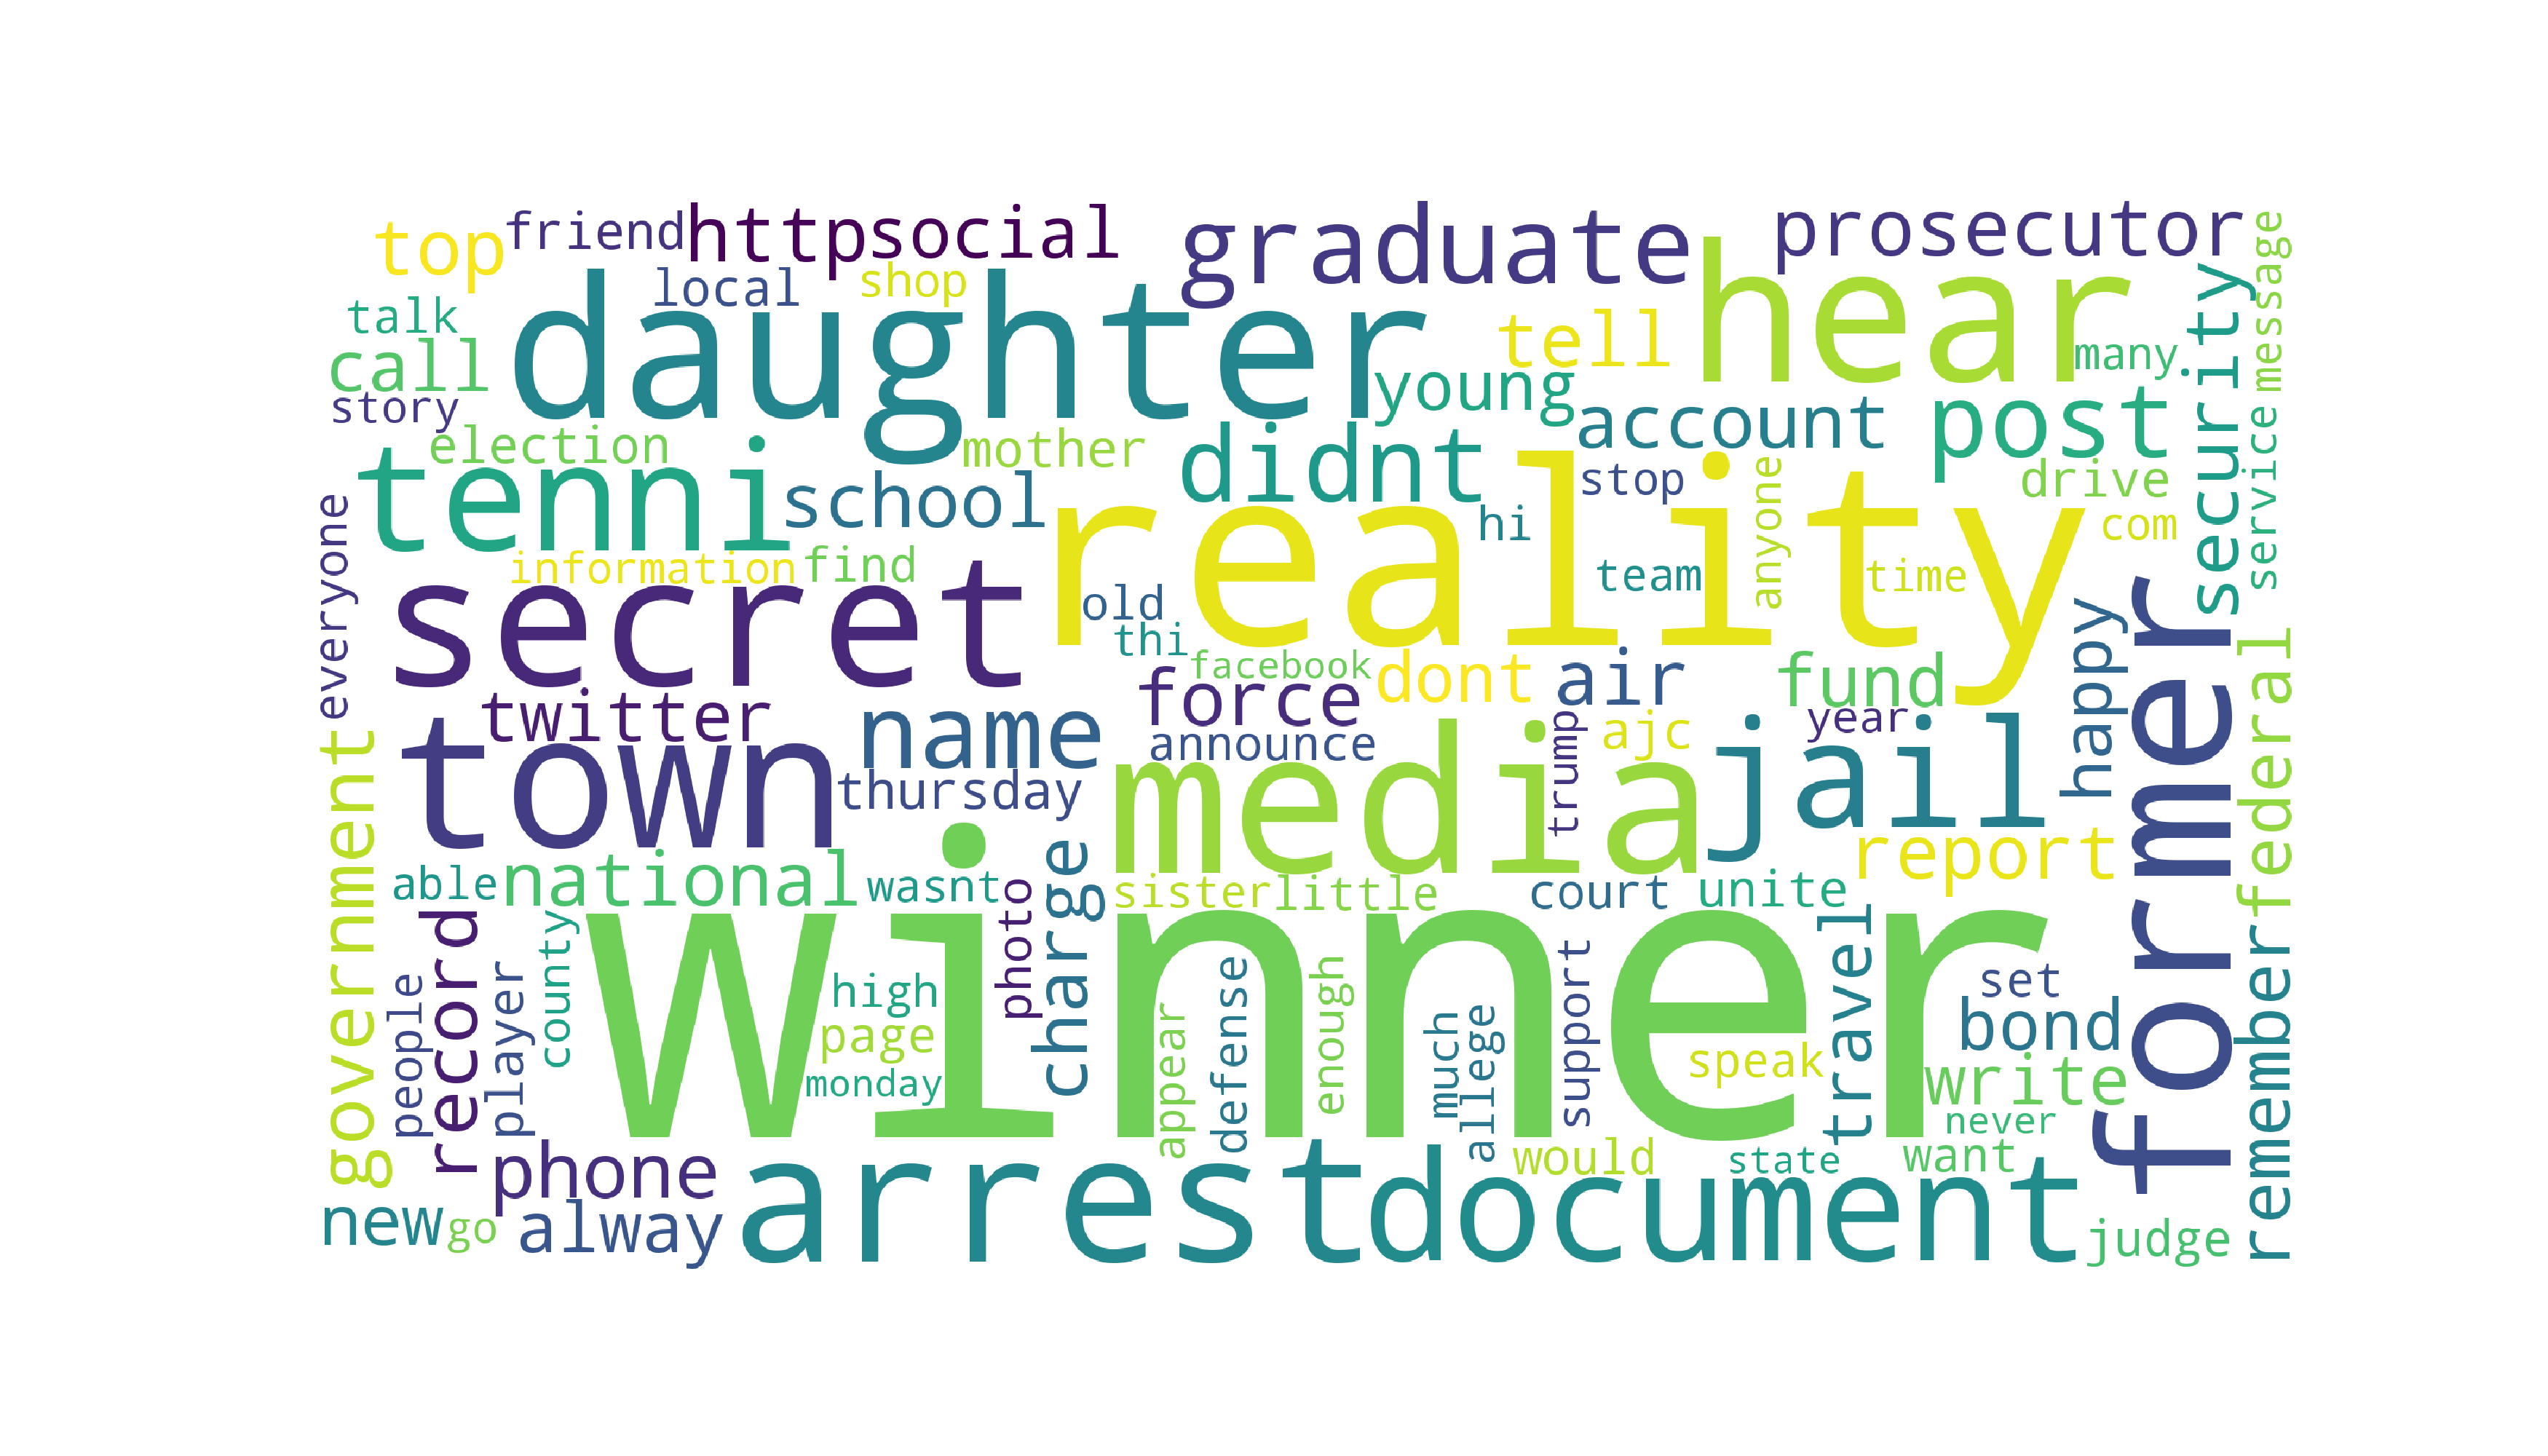 top
friend
httpsocial
graduate
prosecutor
message
local
shop
daughter
hear
security
talk
tell
many
call
young
story
account
post
election
mother
didnt
service
tenni
school
stop
anyone
drive
reality
hi
com
everyone
information
find
team
time
secret
old
thi
happy
former
facebook
dont
air
fund
federal
twitter
name
force
town
announce
trump
ajc
year
jail
government
thursday
media
report
able
national
wasnt
charge
sister
little
court
unite
photo
record
county
winner
travel
remember
people
player
high
page
monday
appear
defense
enough
much
allege
support
speak
set
bond
write
never
phone
would
state
want
new
go
alway
arrest
document
judge